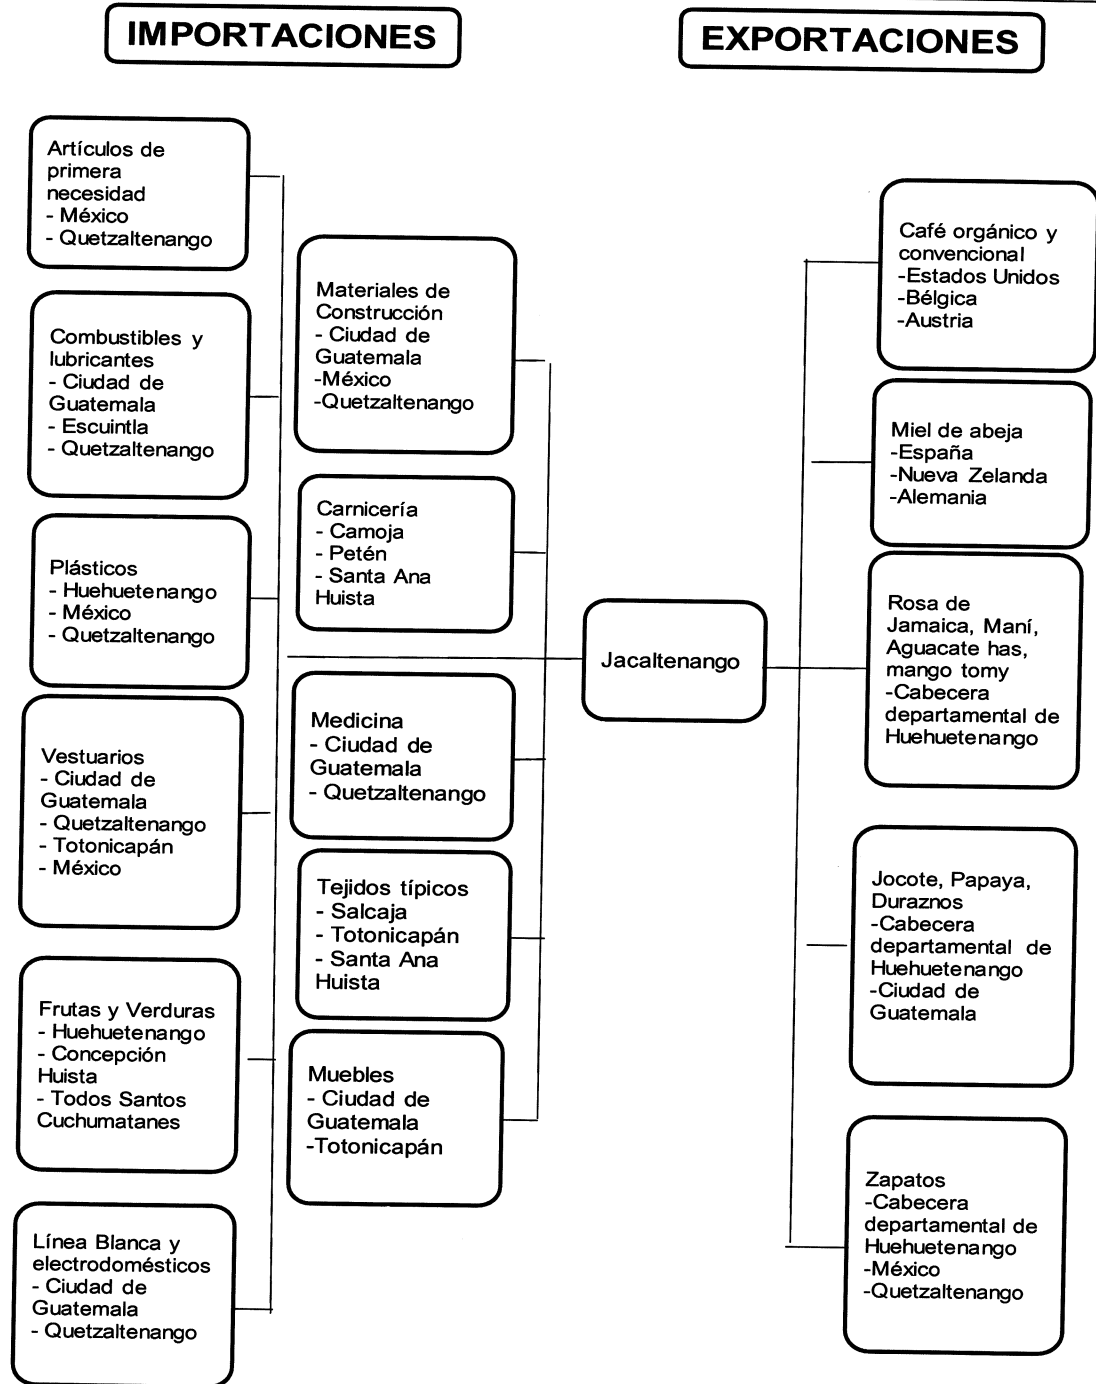 IMPORTACIONES
EXPORTACIONES
Artículos de
primera
necesidad
- México
- Quetzaltenango
Combustibles y
lubricantes
- Ciudad de
Guatemala
- Escuintla
- Quetzaltenango
Plásticos
- Huehuetenango
- México
- Quetzaltenango
Vestuarios
- Ciudad de
Guatemala
- Quetzaltenango
- Totonicapán
- México
Frutas y Verduras
- Huehuetenango
- Concepción
Huista
- Todos Santos
Cuchumatanes
Línea Blanca y
electrodomésticos
- Ciudad de
Guatemala
- Quetzaltenango
Materiales de
Construcción
- Ciudad de
Guatemala
-México
-Quetzaltenango
Carnicería
- Camoja
- Petén
- Santa Ana
Huista
Medicina
- Ciudad de
Guatemala
- Quetzaltenango
Tejidos típicos
- Salcaja
- Totonicapán
- Santa Ana
Huista
Muebles
- Ciudad de
Guatemala
-Totonicapán
Jacaltenango
Café orgánico y
convencional
-Estados Unidos
-Bélgica
-Austria
Miel de abeja
-España
-Nueva Zelanda
-Alemania
Rosa de
Jamaica, Maní,
Aguacate has,
mango tomy
-Cabecera
departamental de
Huehuetenango
Jocote, Papaya,
Duraznos
-Cabecera
departamental de
Huehuetenango
-Ciudad de
Guatemala
Zapatos
-Cabecera
departamental de
Huehuetenango
-México
-Quetzaltenango